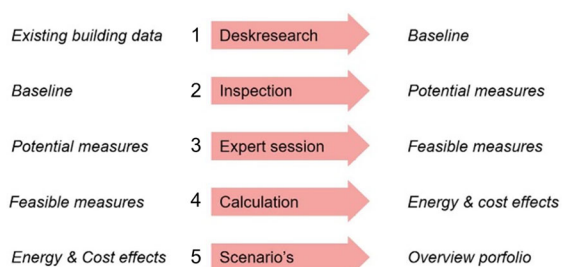 Existing building data 1 Deskresearch Baseline
Baseline 2 Inspection Potential measures
Potential measures 3 Expert session Feasible measures
Feasible measures 4 Calculation Energy & cost effects
Energy & Cost effects 5 Scenario's Overview porfolio